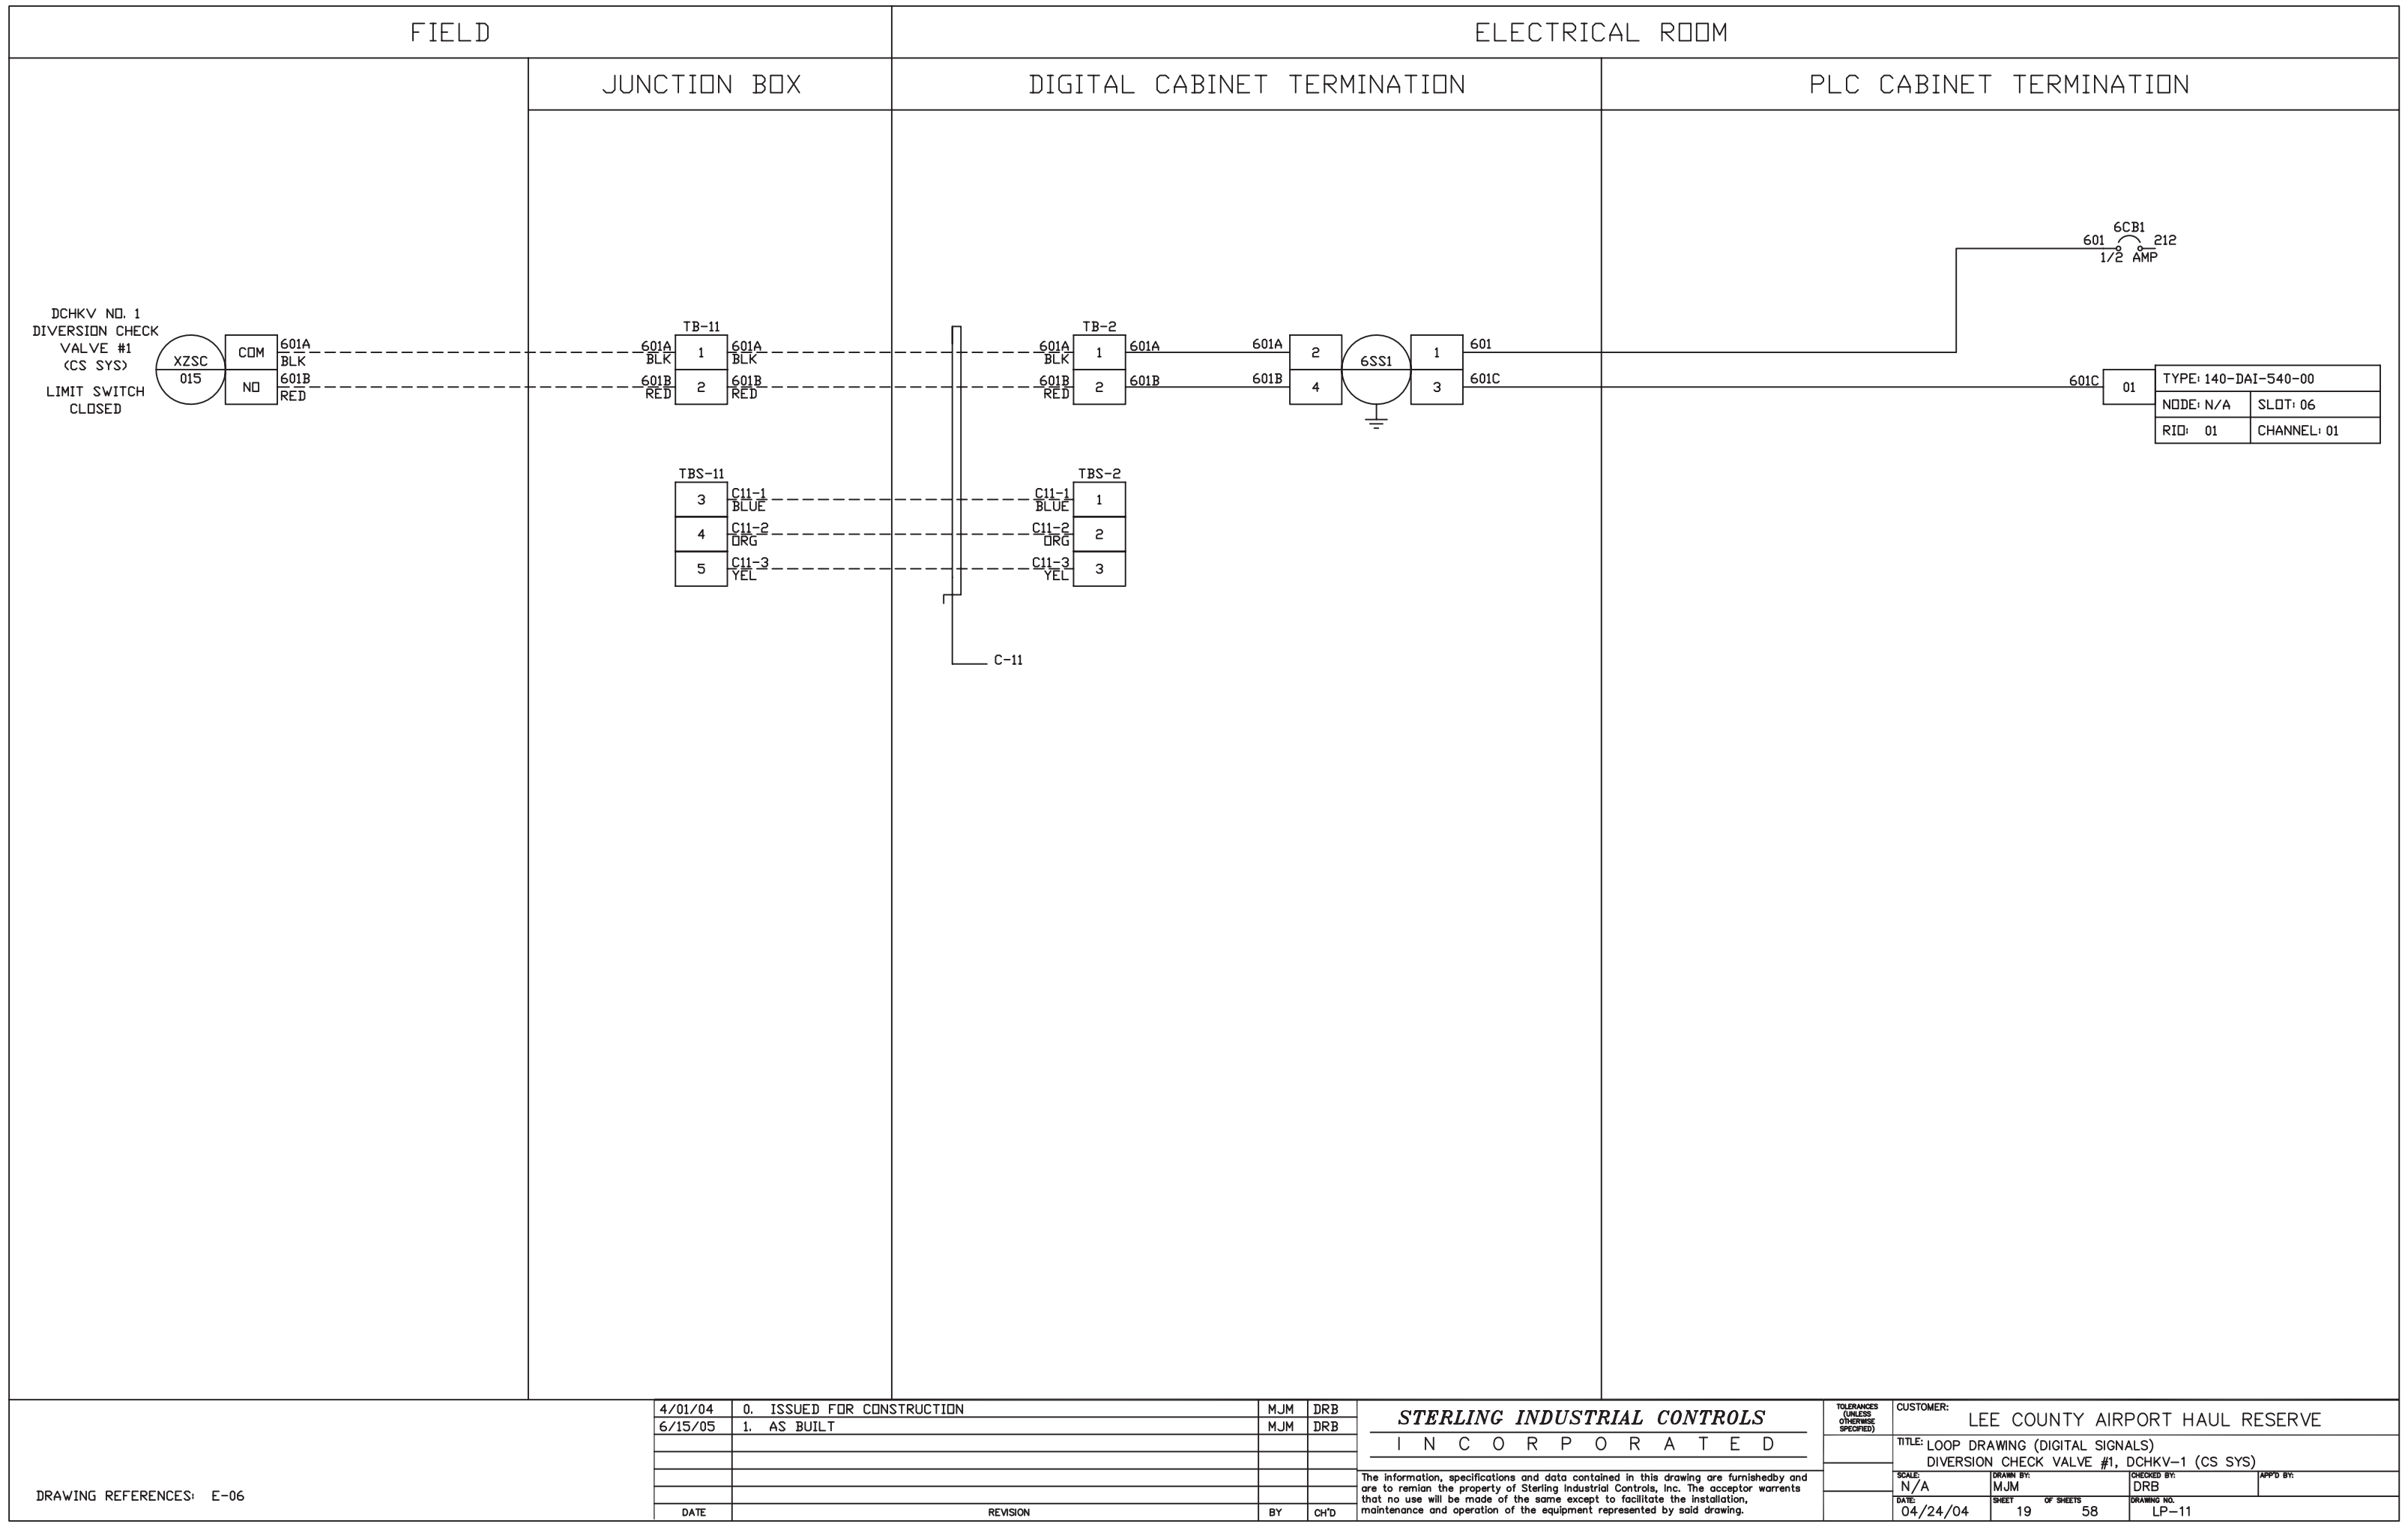 FIELD
ELECTRICAL ROOM
JUNCTION BOX
DIGITAL CABINET TERMINATION
PLC CABINET TERMINATION
6CB1
601
212
1/2 AMP
DCHKV NO. 1
DIVERSION CHECK
VALVE #1
(CS SYS)
LIMIT SWITCH
CLOSED
XZSC
015
COM
NO
601A
BLK
601B
RED
TB-11
601A
BLK
1
601A
BLK
601B
RED
2
601B
RED
TB-2
601A
BLK
1
601A
601B
RED
2
601B
601A
2
601B
4
6SS1
1
601
3
601C
601C
01
TYPE: 140-DAI-540-00
NODE: N/A
SLOT: 06
RIO: 01
CHANNEL: 01
TBS-11
3
C11-1
BLUE
4
C11-2
ORG
5
C11-3
YEL
TBS-2
C11-1
BLUE
1
C11-2
ORG
2
C11-3
YEL
3
C-11
DRAWING REFERENCES: E-06
4/01/04 0. ISSUED FOR CONSTRUCTION MJM DRB
6/15/05 1. AS BUILT MJM DRB
DATE REVISION BY CH'D
STERLING INDUSTRIAL CONTROLS
INCORPORATED
The information, specifications and data contained in this drawing are furnishedby and
are to remian the property of Sterling Industrial Controls, Inc. The acceptor warrents
that no use will be made of the same except to facilitate the installation,
maintenance and operation of the equipment represented by said drawing.
TOLERANCES
(UNLESS
OTHERWISE
SPECIFIED)
CUSTOMER:
LEE COUNTY AIRPORT HAUL RESERVE
TITLE: LOOP DRAWING (DIGITAL SIGNALS)
DIVERSION CHECK VALVE #1, DCHKV-1 (CS SYS)
SCALE: N/A
DRAWN BY: MJM
CHECKED BY: DRB
APP'D BY:
DATE: 04/24/04
SHEET 19 OF SHEETS 58
DRAWING NO. LP-11